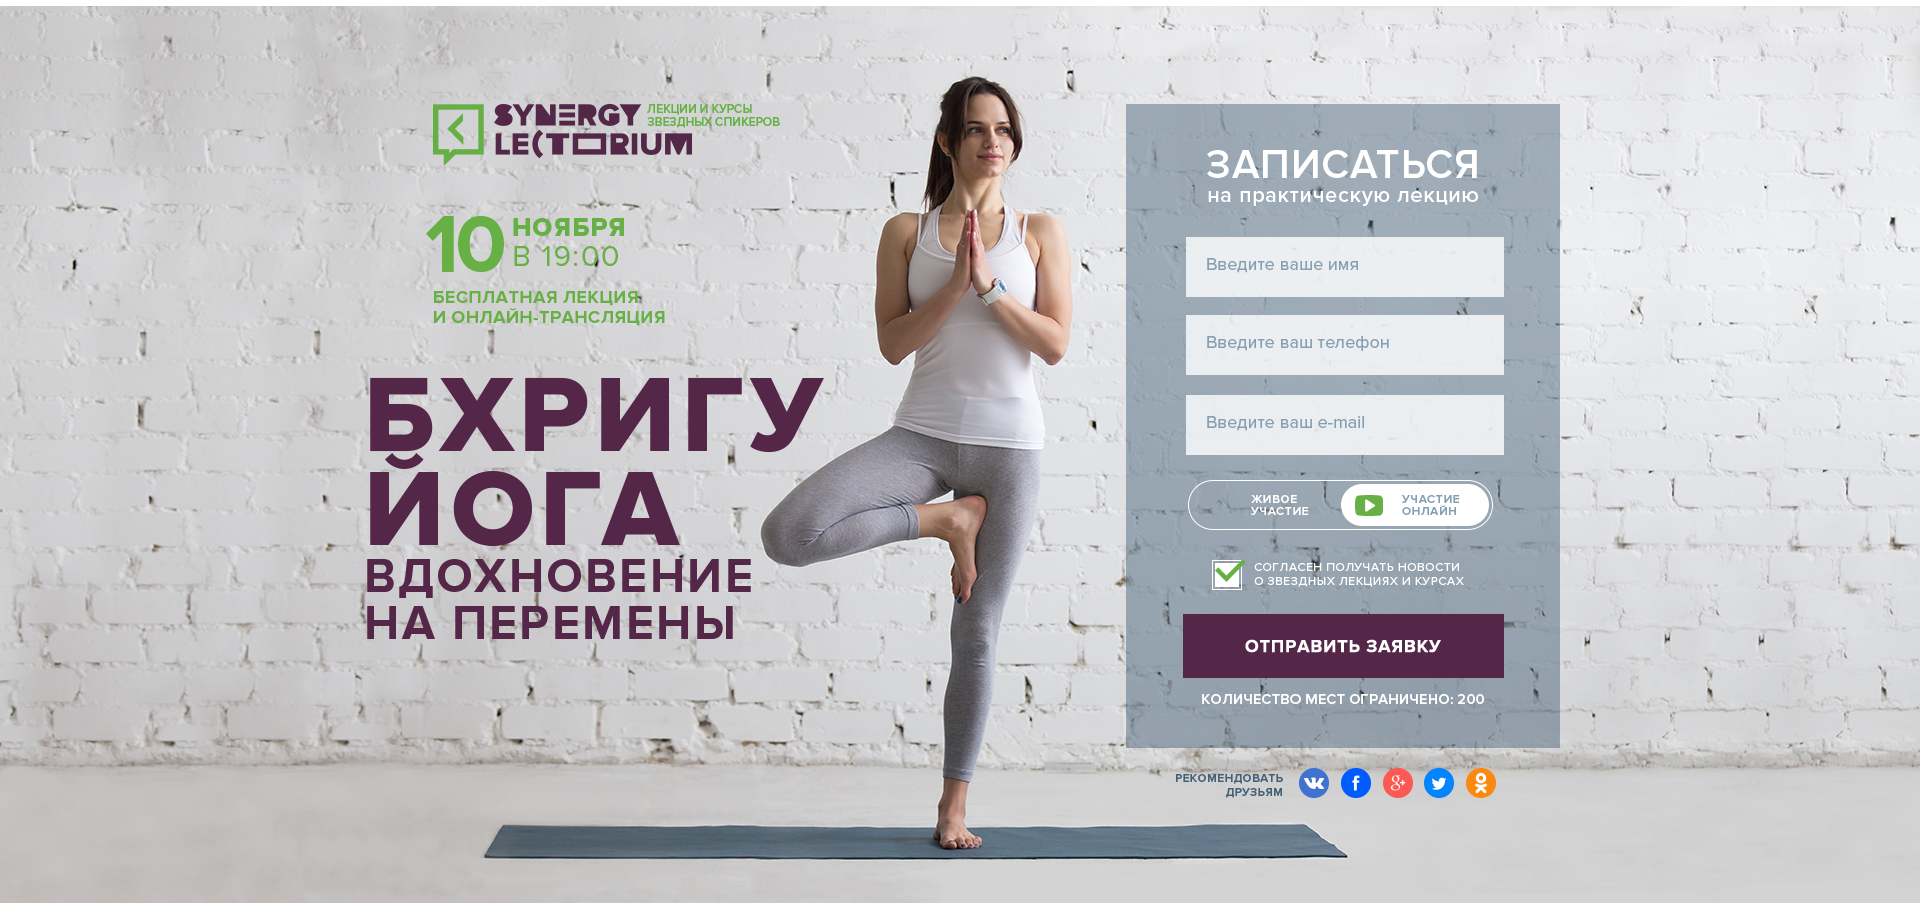 SYNERGY
LECTORIUM
ЛЕКЦИИ И КУРСЫ
ЗВЕЗДНЫХ СПИКЕРОВ
10
НОЯБРЯ
В 19:00
БЕСПЛАТНАЯ ЛЕКЦИЯ
И ОНЛАЙН-ТРАНСЛЯЦИЯ
БХРИГУ
ЙОГА
ВДОХНОВЕНИЕ
НА ПЕРЕМЕНЫ
ЗАПИСАТЬСЯ
на практическую лекцию
Введите ваше имя
Введите ваш телефон
Введите ваш e-mail
ЖИВОЕ
УЧАСТИЕ
УЧАСТИЕ
ОНЛАЙН
СОГЛАСЕН ПОЛУЧАТЬ НОВОСТИ
О ЗВЕЗДНЫХ ЛЕКЦИЯХ И КУРСАХ
ОТПРАВИТЬ ЗАЯВКУ
КОЛИЧЕСТВО МЕСТ ОГРАНИЧЕНО: 200
РЕКОМЕНДОВАТЬ
ДРУЗЬЯМ